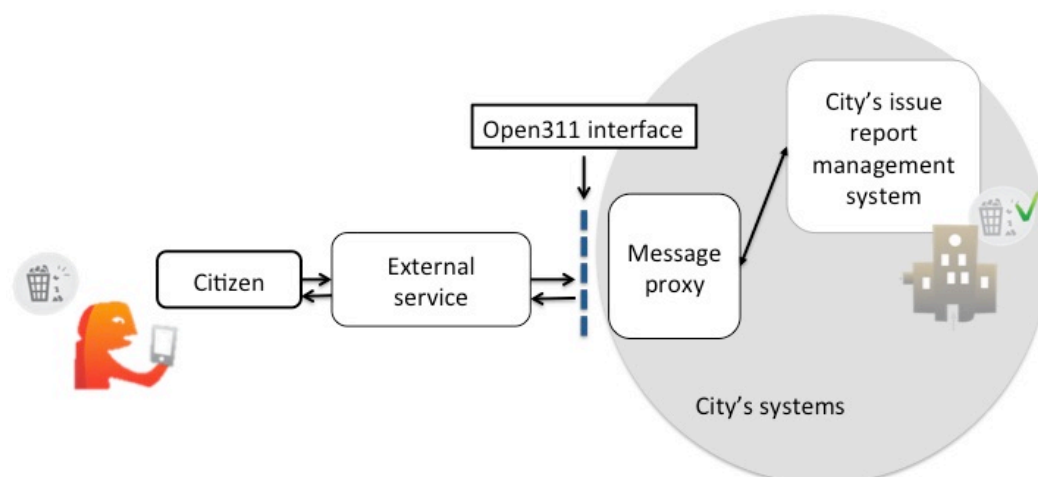 City's issue
report
management
system
Open311 interface
Message
proxy
External
service
Citizen
City's systems